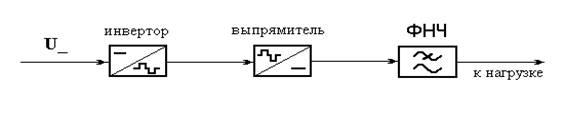 U_
инвертор
выпрямитель
ФНЧ
к нагрузке